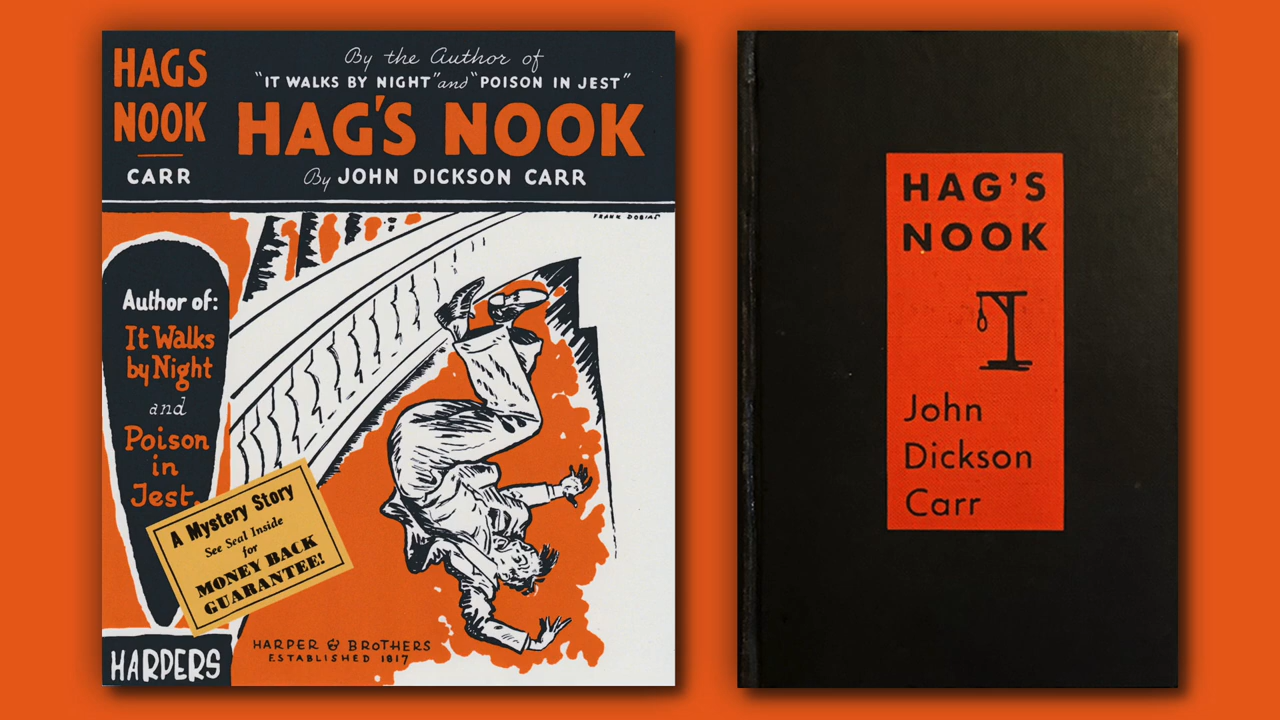 HAGS
NOOK
CARR
Author of:
It Walks
by Night
and
Poison
in
Jest.
HARPERS
By the Author of
"IT WALKS BY NIGHT" and "POISON IN JEST"
HAG'S NOOK
By JOHN DICKSON CARR
FRANK DOBIAS
A Mystery Story
See Seal Inside
for
MONEY BACK
GUARANTEE!
HARPER & BROTHERS
ESTABLISHED 1817
HAG'S
NOOK
John
Dickson
Carr